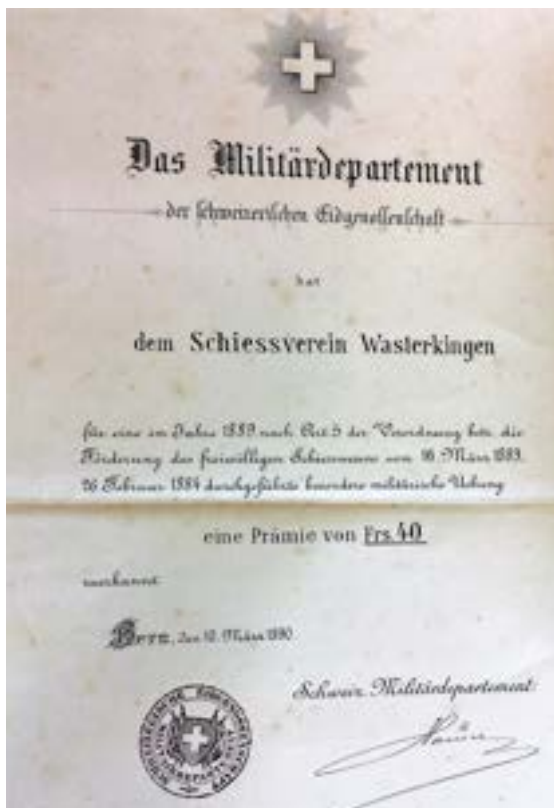 Das Militärdepartement
der schweizerischen Eidgenossenschaft
hat
dem Schiessverein Wasterkingen
für eine im Jahre 1889 nach Art. 5 der Verordnung betr. die
Förderung des freiwilligen Schiesswesens vom 16. März 1883,
26 Februar 1884 durchgeführte besondere militärische Uebung
eine Prämie von Frs. 40
zuerkannt
Bern, den 10. März 1890
Schweiz. Militärdepartement: